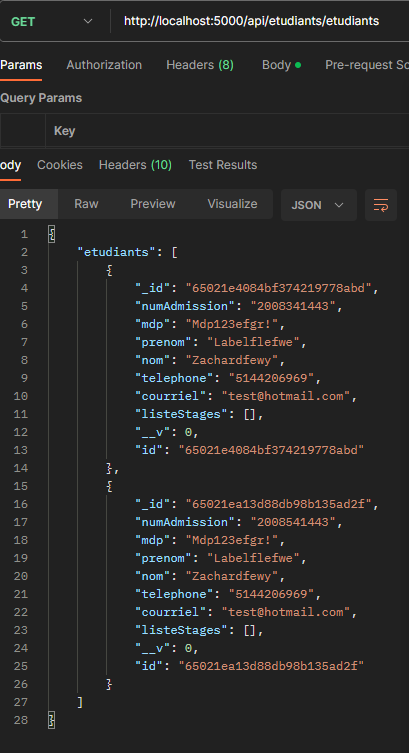 GET http://localhost:5000/api/etudiants/etudiants
Params Authorization Headers (8) Body Pre-request Sc
Query Params
Key
ody Cookies Headers (10) Test Results
Pretty Raw Preview Visualize JSON
1 {
2 "etudiants": [
3 {
4 "_id": "65021e4084bf374219778abd",
5 "numAdmission": "2008341443",
6 "mdp": "Mdp123efgr!",
7 "prenom": "Labelflefwe",
8 "nom": "Zachardfewy",
9 "telephone": "5144206969",
10 "courriel": "test@hotmail.com",
11 "listeStages": [],
12 "__v": 0,
13 "id": "65021e4084bf374219778abd"
14 },
15 {
16 "_id": "65021ea13d88db98b135ad2f",
17 "numAdmission": "2008541443",
18 "mdp": "Mdp123efgr!",
19 "prenom": "Labelflefwe",
20 "nom": "Zachardfewy",
21 "telephone": "5144206969",
22 "courriel": "test@hotmail.com",
23 "listeStages": [],
24 "__v": 0,
25 "id": "65021ea13d88db98b135ad2f"
26 }
27 ]
28 }